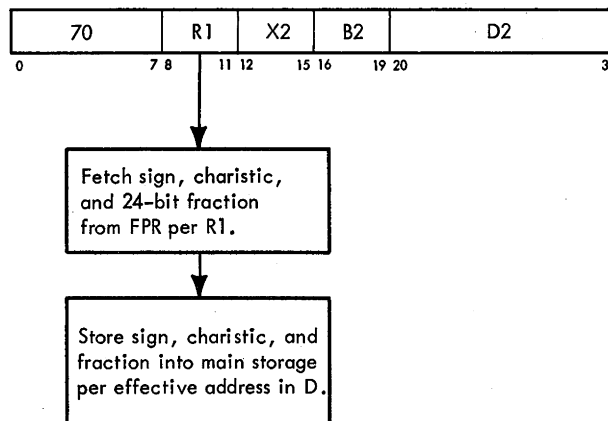 70 R1 X2 B2 D2
0 7 8 11 12 15 16 19 20 3
Fetch sign, charistic,
and 24-bit fraction
from FPR per R1.
Store sign, charistic, and
fraction into main storage
per effective address in D.